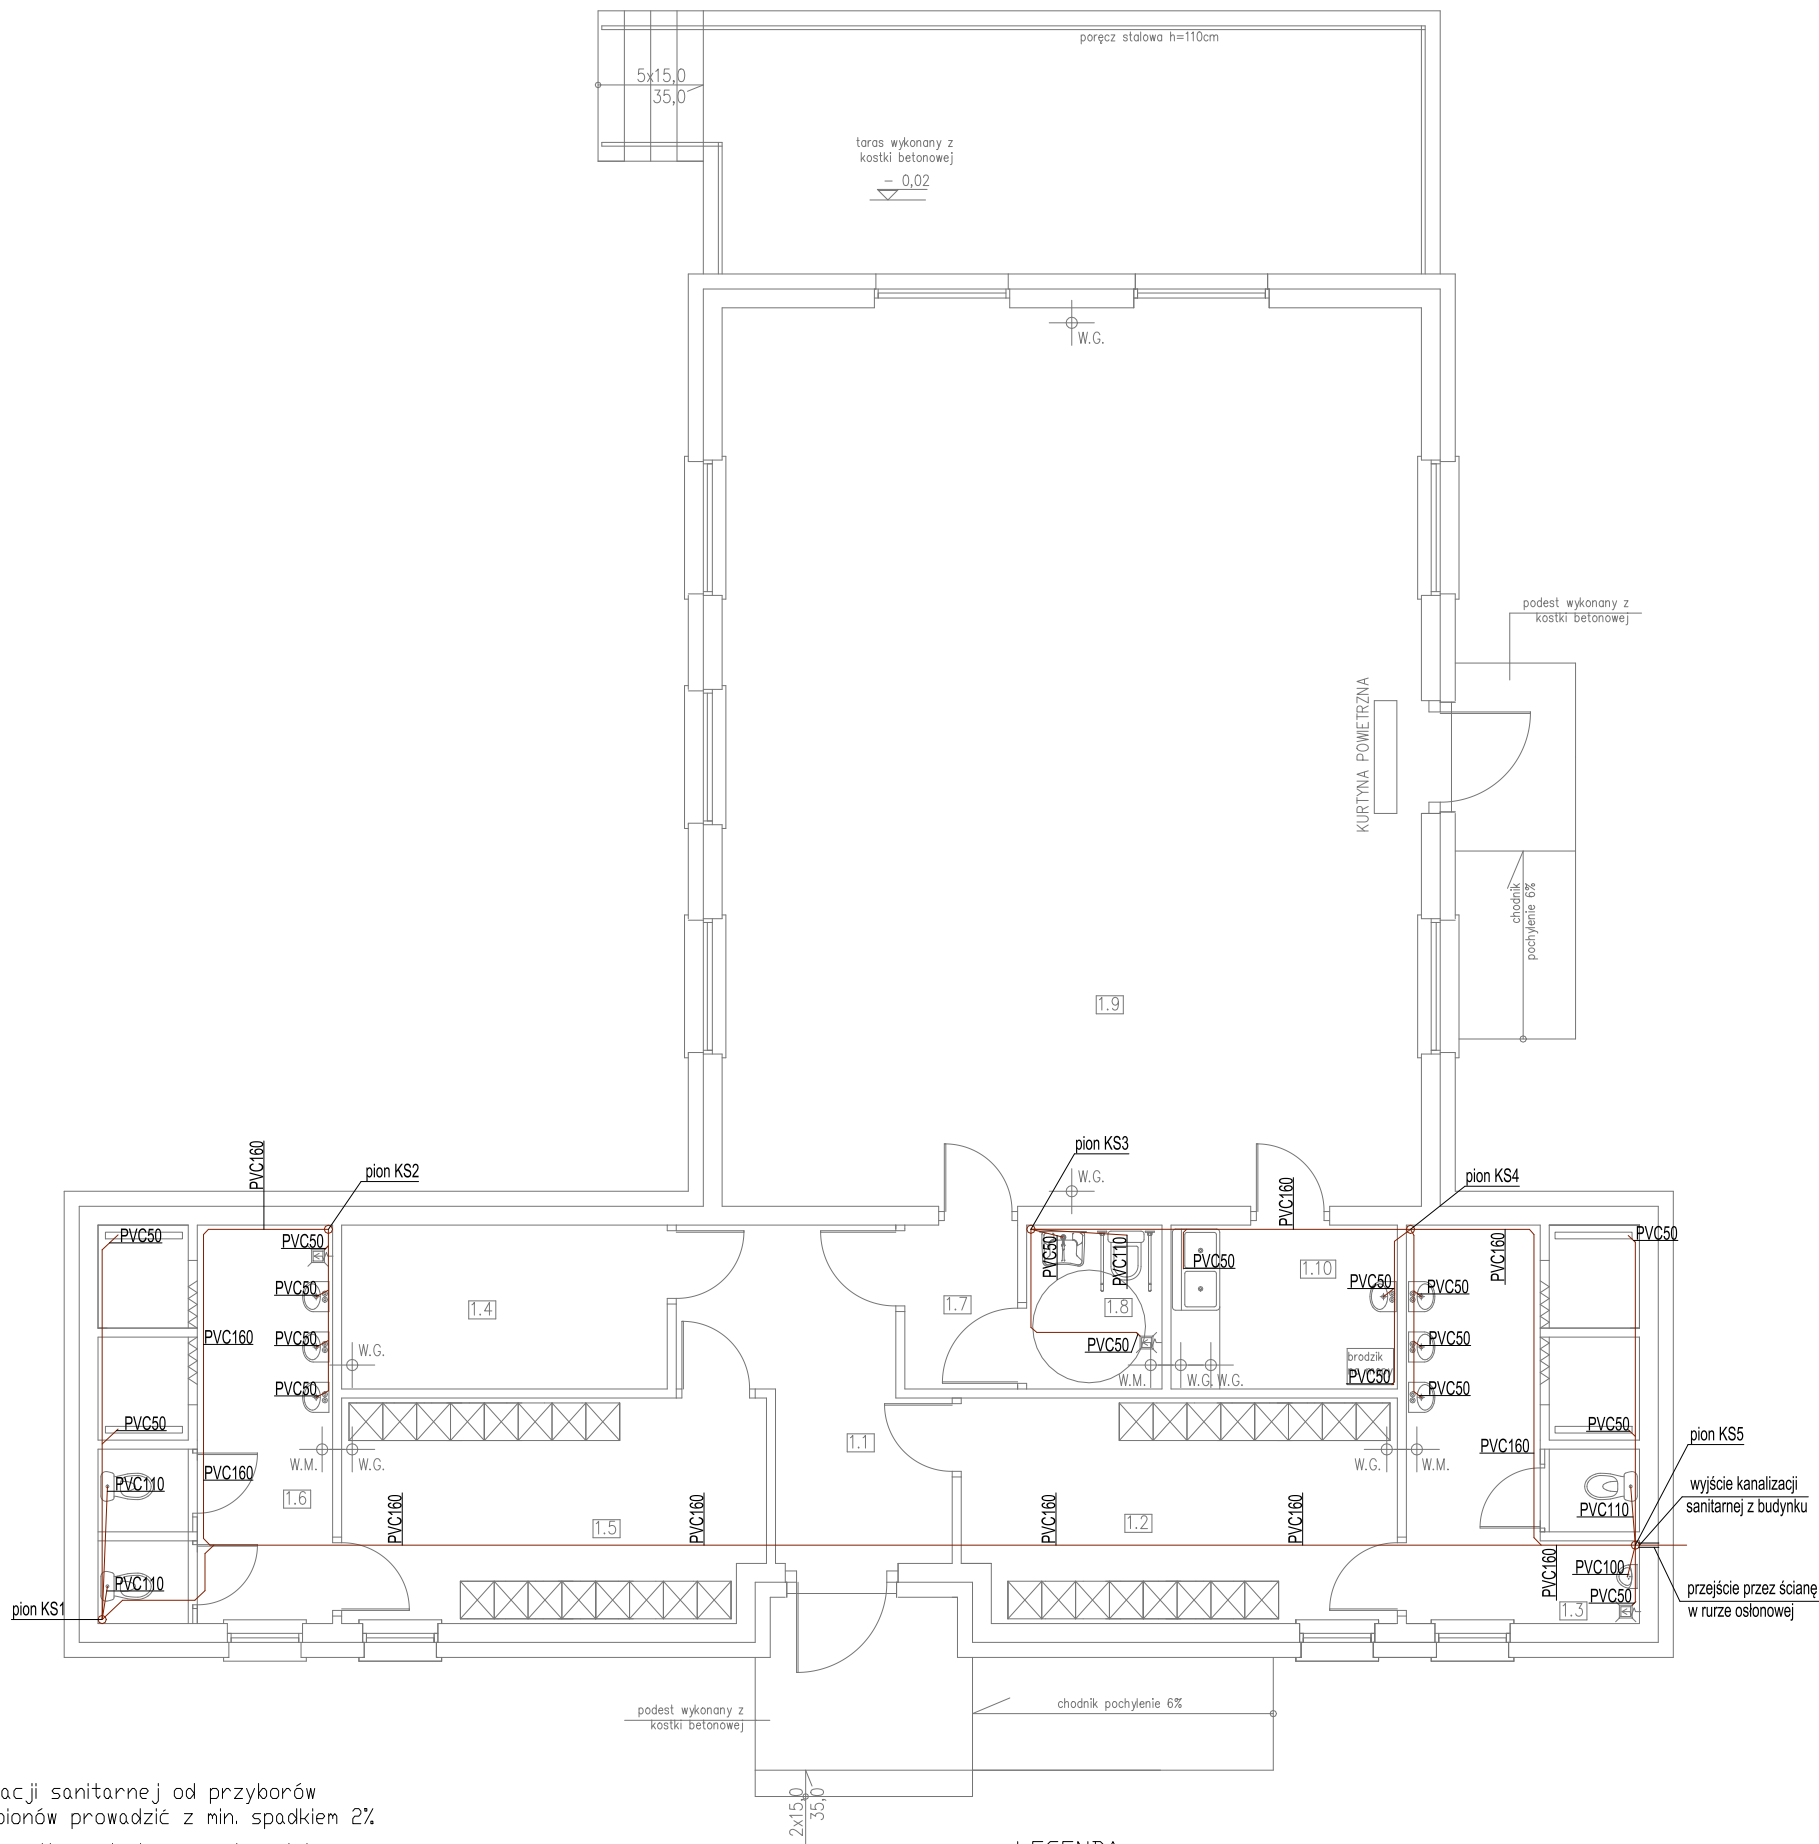 poręcz stalowa h=110cm
5x15,0
35,0
taras wykonany z
kostki betonowej
- 0,02
W.G.
podest wykonany z
kostki betonowej
KURTYNA POWIETRZNA
chodnik
pochylenie 6%
1.9
PVC160
pion KS2
pion KS3
W.G.
PVC160
pion KS4
PVC50
PVC50
PVC50
PVC110
PVC50
PVC160
PVC50
PVC50
1.4
1.7
1.8
1.10
PVC50
PVC50
PVC160
PVC50
PVC50
PVC50
W.G.
W.M.
W.G.
W.G.
brodzik
PVC50
PVC50
PVC50
PVC50
PVC50
1.1
PVC160
pion KS5
W.M.
W.G.
W.G.
W.M.
PVC110
PVC160
1.6
PVC160
1.5
PVC160
PVC160
1.2
PVC160
PVC110
wyjście kanalizacji
sanitarnej z budynku
PVC110
PVC160
PVC100
PVC50
przejście przez ścianę
w rurze osłonowej
pion KS1
1.3
podest wykonany z
kostki betonowej
chodnik pochylenie 6%
2x15,0
35,0
acji sanitarnej od przyborów
pionów prowadzić z min. spadkiem 2%
LEGENDA